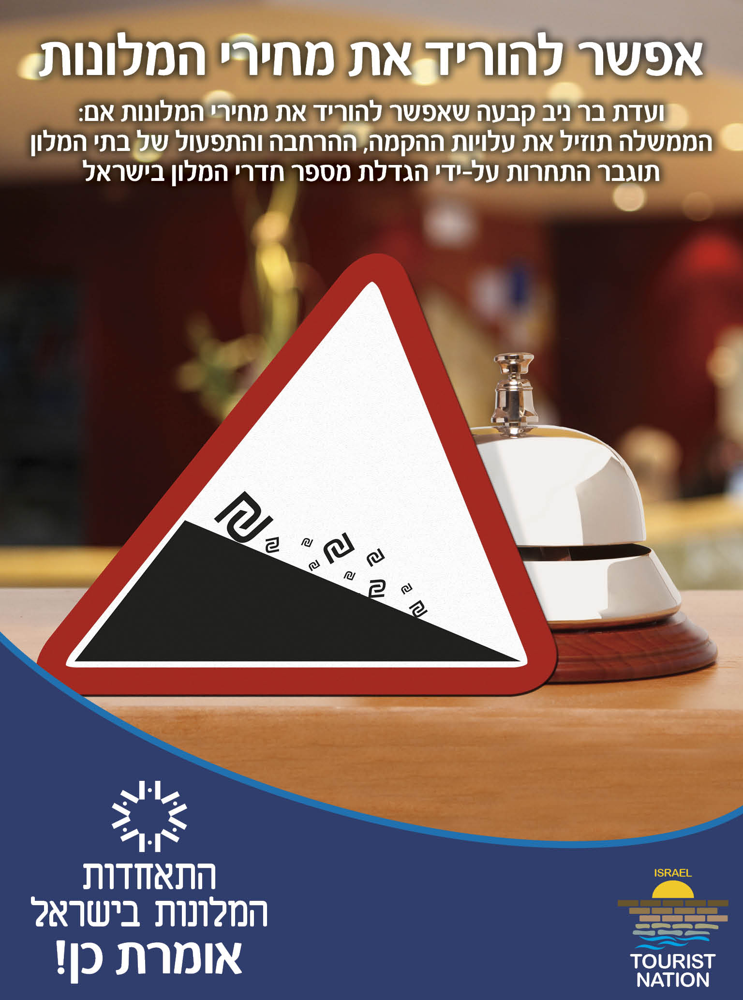 אפשר להוריד את מחירי המלונות
ועדת בר ניב קבעה שאפשר להוריד את מחירי המלונות אם:
הממשלה תוזיל את עלויות ההקמה, ההרחבה והתפעול של בתי המלון
תוגבר התחרות על-ידי הגדלת מספר חדרי המלון בישראל
₪
₪
₪
₪
₪
₪
₪
₪
₪
₪
התאחדות
המלונות בישראל
אומרת כן!
ISRAEL
TOURIST
NATION